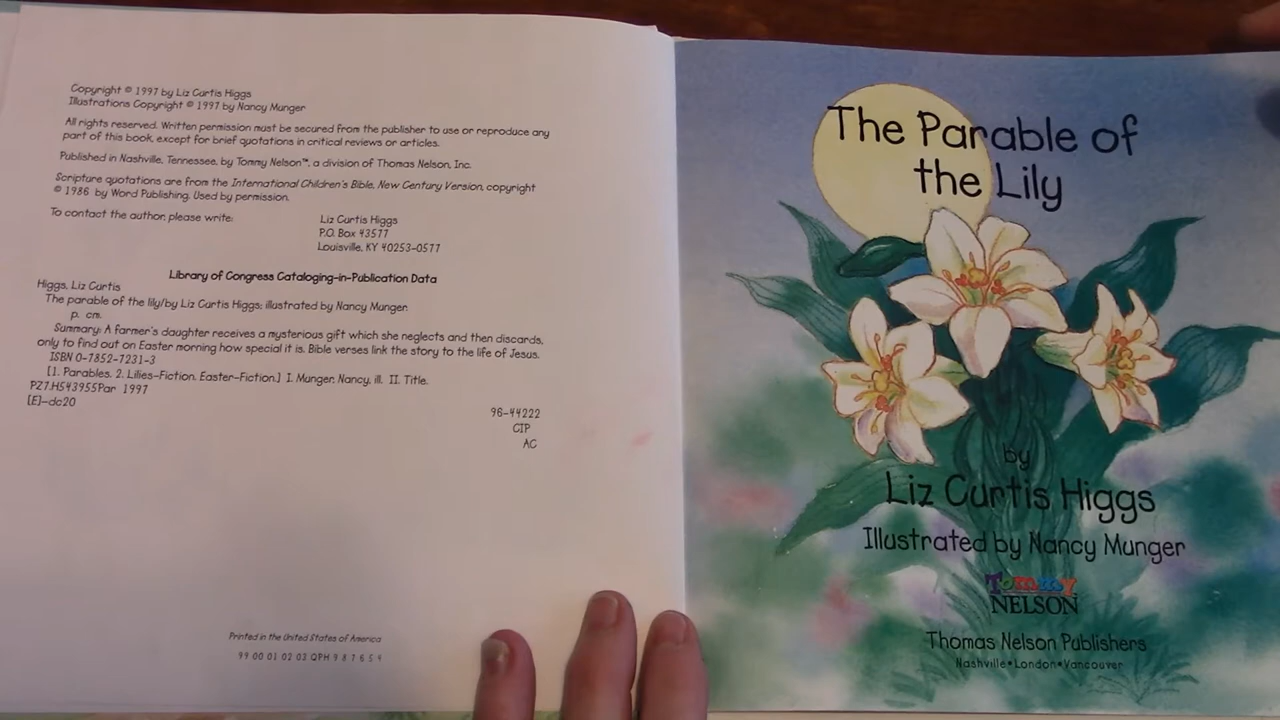 Copyright © 1997 by Liz Curtis Higgs
Illustrations Copyright © 1997 by Nancy Munger
All rights reserved. Written permission must be secured from the publisher to use or reproduce any
part of this book, except for brief quotations in critical reviews or articles.
Published in Nashville, Tennessee, by Tommy Nelson™, a division of Thomas Nelson, Inc.
Scripture quotations are from the International Children's Bible, New Century Version, copyright
© 1986 by Word Publishing. Used by permission.
To contact the author, please write:
Liz Curtis Higgs
P.O. Box 43577
Louisville, KY 40253-0577
Library of Congress Cataloging-in-Publication Data
Higgs, Liz Curtis
The parable of the lily/by Liz Curtis Higgs; illustrated by Nancy Munger.
p. cm.
Summary: A farmer's daughter receives a mysterious gift which she neglects and then discards,
only to find out on Easter morning how special it is. Bible verses link the story to the life of Jesus.
ISBN 0-7852-7231-3
[1. Parables. 2. Lilies-Fiction. Easter-Fiction.] I. Munger, Nancy, ill. II. Title.
PZ7.H543955Par 1997
[E]-dc20
96-44222
CIP
AC
Printed in the United States of America
99 00 01 02 03 QPH 9 8 7 6 5 4
The Parable of
the Lily
by
Liz Curtis Higgs
Illustrated by Nancy Munger
Tommy
NELSON
Thomas Nelson Publishers
Nashville•London•Vancouver